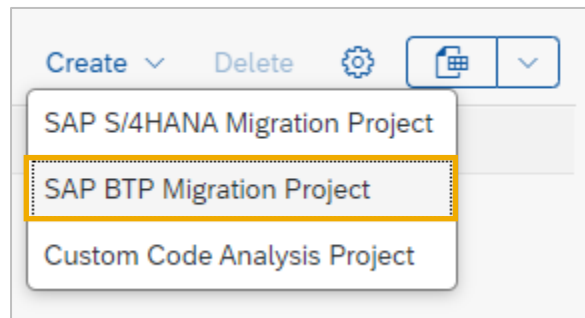 Create Delete
SAP S/4HANA Migration Project
SAP BTP Migration Project
Custom Code Analysis Project